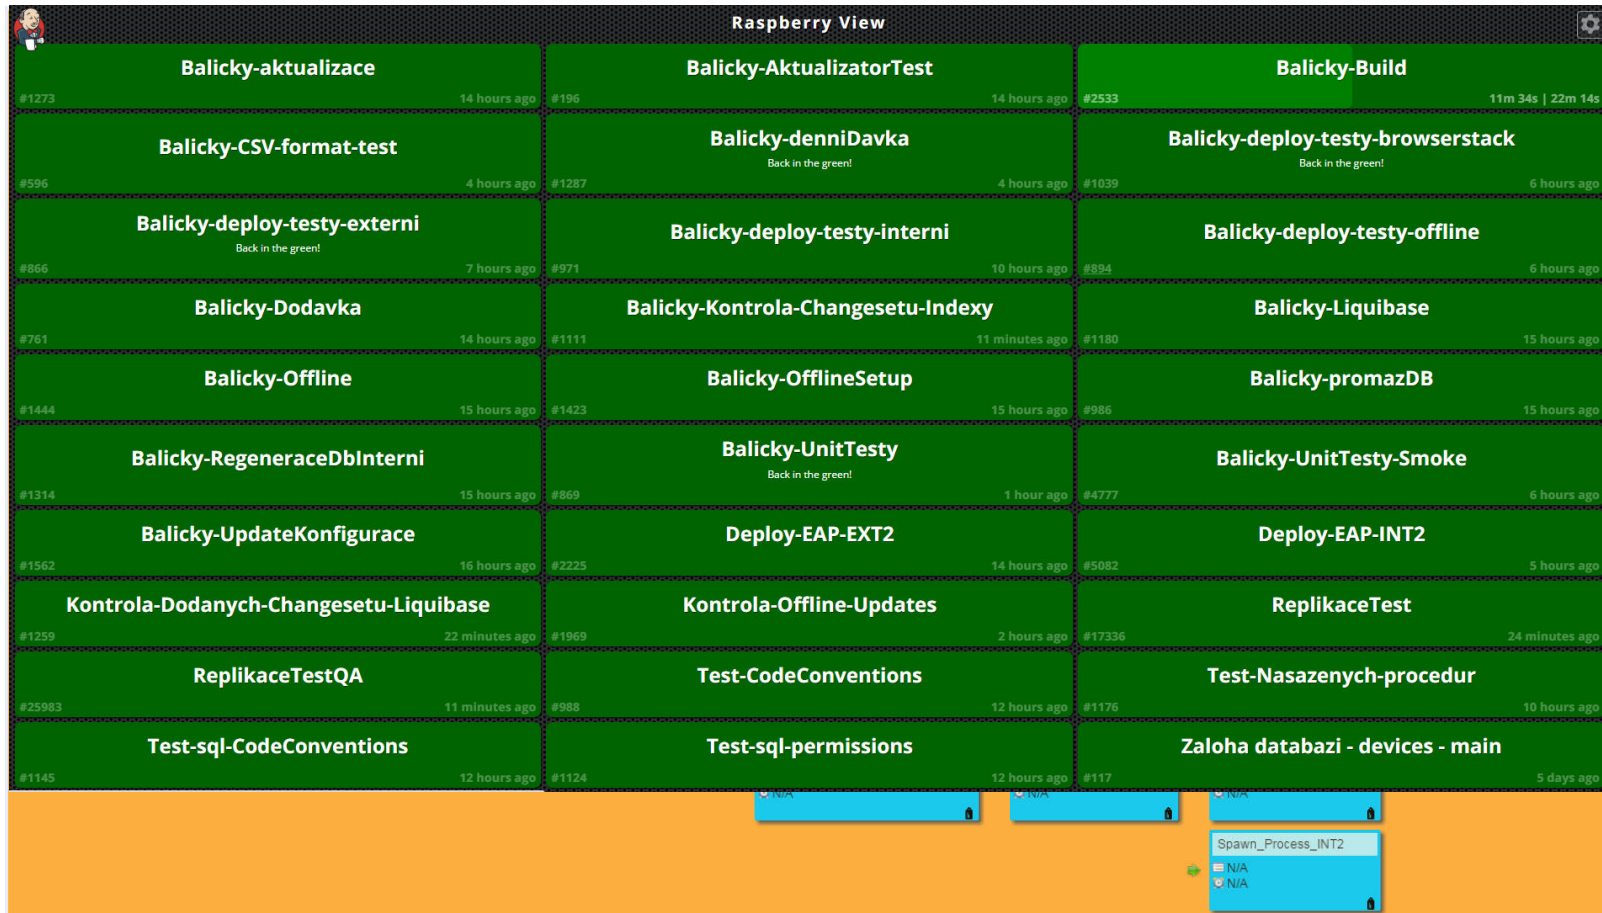 Raspberry View
Balicky-aktualizace
#1273 14 hours ago
Balicky-AktualizatorTest
#196 14 hours ago
Balicky-Build
#2533 11m 34s | 22m 14s
Balicky-CSV-format-test
#596 4 hours ago
Balicky-denniDavka
Back in the green!
#1287 4 hours ago
Balicky-deploy-testy-browserstack
Back in the green!
#1039 6 hours ago
Balicky-deploy-testy-externi
Back in the green!
#866 7 hours ago
Balicky-deploy-testy-interni
#971 10 hours ago
Balicky-deploy-testy-offline
#894 6 hours ago
Balicky-Dodavka
#761 14 hours ago
Balicky-Kontrola-Changesetu-Indexy
#1111 11 minutes ago
Balicky-Liquibase
#1180 15 hours ago
Balicky-Offline
#1444 15 hours ago
Balicky-OfflineSetup
#1423 15 hours ago
Balicky-promazDB
#986 15 hours ago
Balicky-RegeneraceDbInterni
#1314 15 hours ago
Balicky-UnitTesty
Back in the green!
#869 1 hour ago
Balicky-UnitTesty-Smoke
#4777 6 hours ago
Balicky-UpdateKonfigurace
#1562 16 hours ago
Deploy-EAP-EXT2
#2225 14 hours ago
Deploy-EAP-INT2
#5082 5 hours ago
Kontrola-Dodanych-Changesetu-Liquibase
#1259 22 minutes ago
Kontrola-Offline-Updates
#1969 2 hours ago
ReplikaceTest
#17336 24 minutes ago
ReplikaceTestQA
#25983 11 minutes ago
Test-CodeConventions
#988 12 hours ago
Test-Nasazenych-procedur
#1176 10 hours ago
Test-sql-CodeConventions
#1145 12 hours ago
Test-sql-permissions
#1124 12 hours ago
Zaloha databazi - devices - main
#117 5 days ago
N/A
N/A
N/A
Spawn_Process_INT2
N/A
N/A